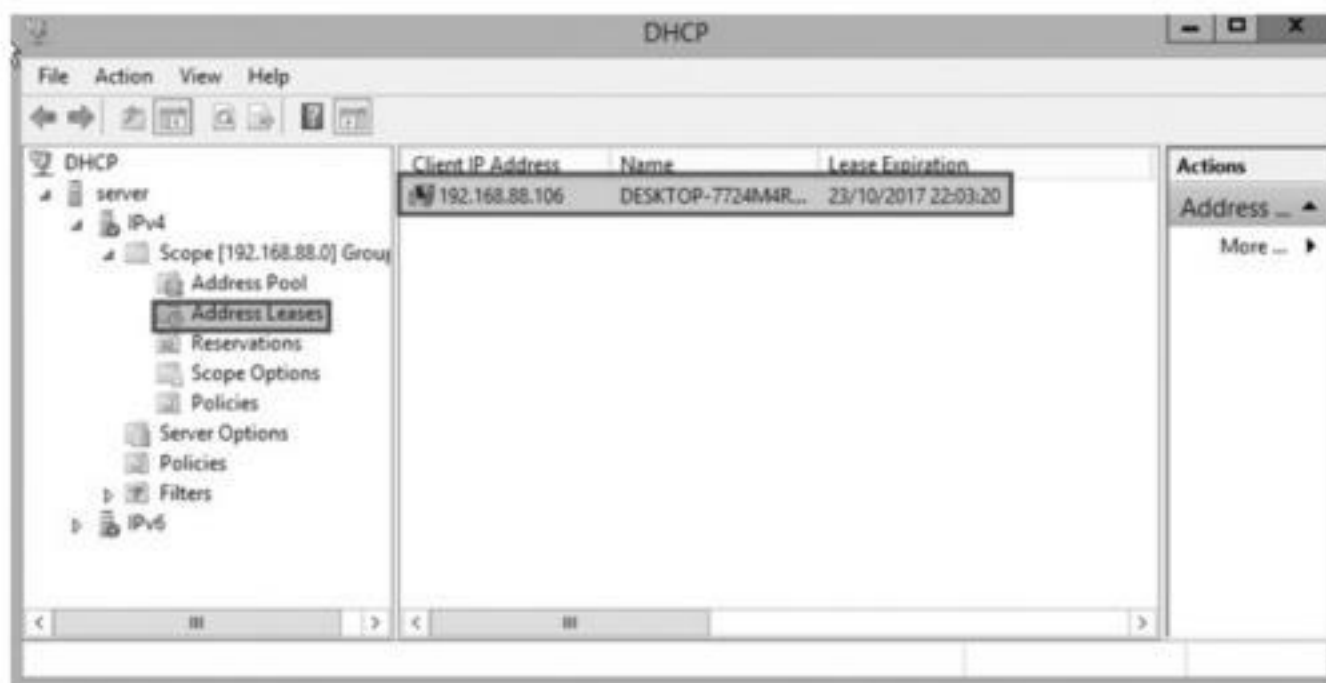 DHCP
File Action View Help
DHCP
server
IPv4
Scope [192.168.88.0] Group
Address Pool
Address Leases
Reservations
Scope Options
Policies
Server Options
Policies
Filters
IPv6
Client IP Address Name Lease Expiration
192.168.88.106 DESKTOP-7724M4R... 23/10/2017 22:03:20
Actions
Address ...
More ...